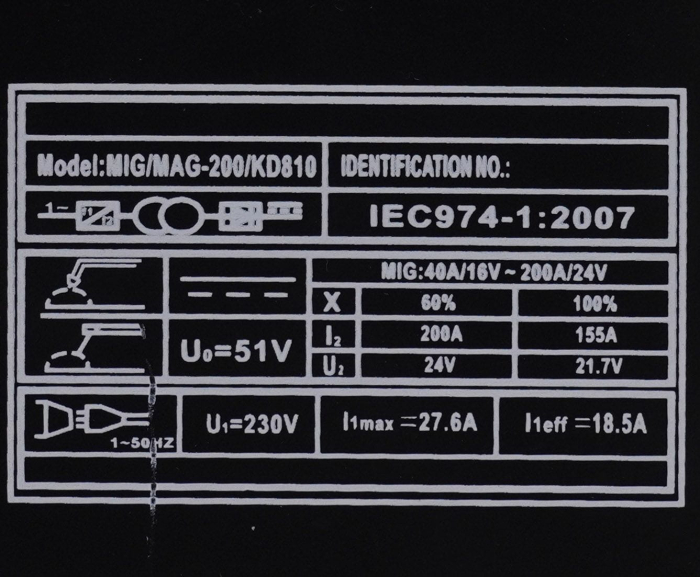 Model:MIG/MAG-200/KD810
IDENTIFICATION NO.:
1~
IEC974-1:2007
MIG:40A/16V ~ 200A/24V
X 60% 100%
I₂ 200A 155A
U₂ 24V 21.7V
U₀=51V
1~50HZ
U₁=230V
I1max =27.6A
I1eff =18.5A